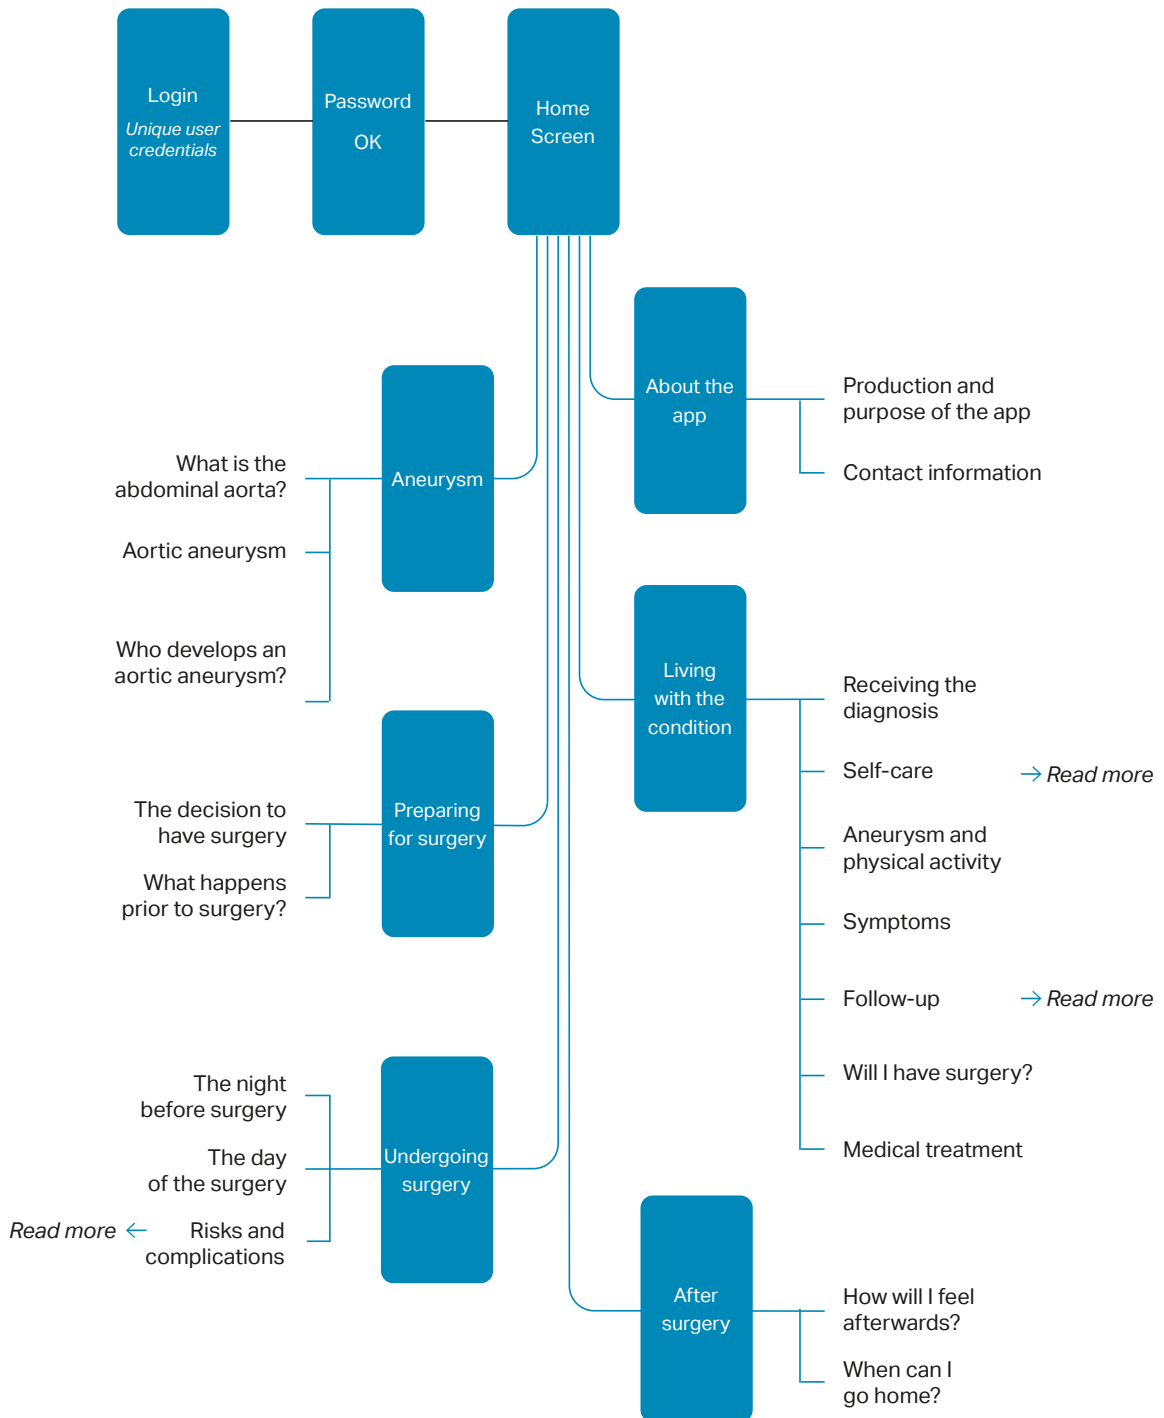 Login
Unique user
credentials
Password
OK
Home
Screen
About the
app
Production and
purpose of the app
Contact information
Aneurysm
What is the
abdominal aorta?
Aortic aneurysm
Who develops an
aortic aneurysm?
Living
with the
condition
Receiving the
diagnosis
Self-care
Read more
Aneurysm and
physical activity
Symptoms
Follow-up
Read more
Will I have surgery?
Medical treatment
Preparing
for surgery
The decision to
have surgery
What happens
prior to surgery?
Undergoing
surgery
The night
before surgery
The day
of the surgery
Risks and
complications
Read more
After
surgery
How will I feel
afterwards?
When can I
go home?